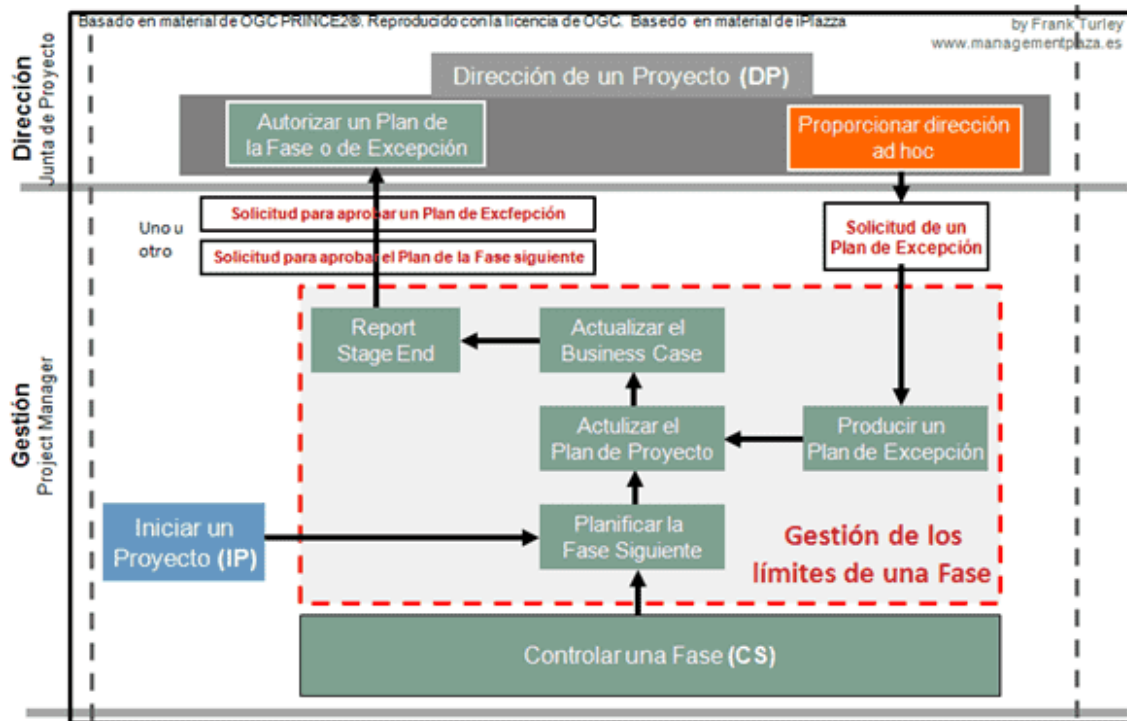 Basado en material de OGC PRINCE2®. Reproducido con la licencia de OGC. Basedo en material de iPlazza
by Frank Turley
www.managementplaza.es
Dirección
Junta de Proyecto
Dirección de un Proyecto (DP)
Autorizar un Plan de
la Fase o de Excepción
Proporcionar dirección
ad hoc
Uno u
otro
Solicitud para aprobar un Plan de Excfepción
Solicitud para aprobar el Plan de la Fase siguiente
Solicitud de un
Plan de Excepción
Gestión
Project Manager
Report
Stage End
Actualizar el
Business Case
Actulizar el
Plan de Proyecto
Producir un
Plan de Excepción
Iniciar un
Proyecto (IP)
Planificar la
Fase Siguiente
Gestión de los
límites de una Fase
Controlar una Fase (CS)